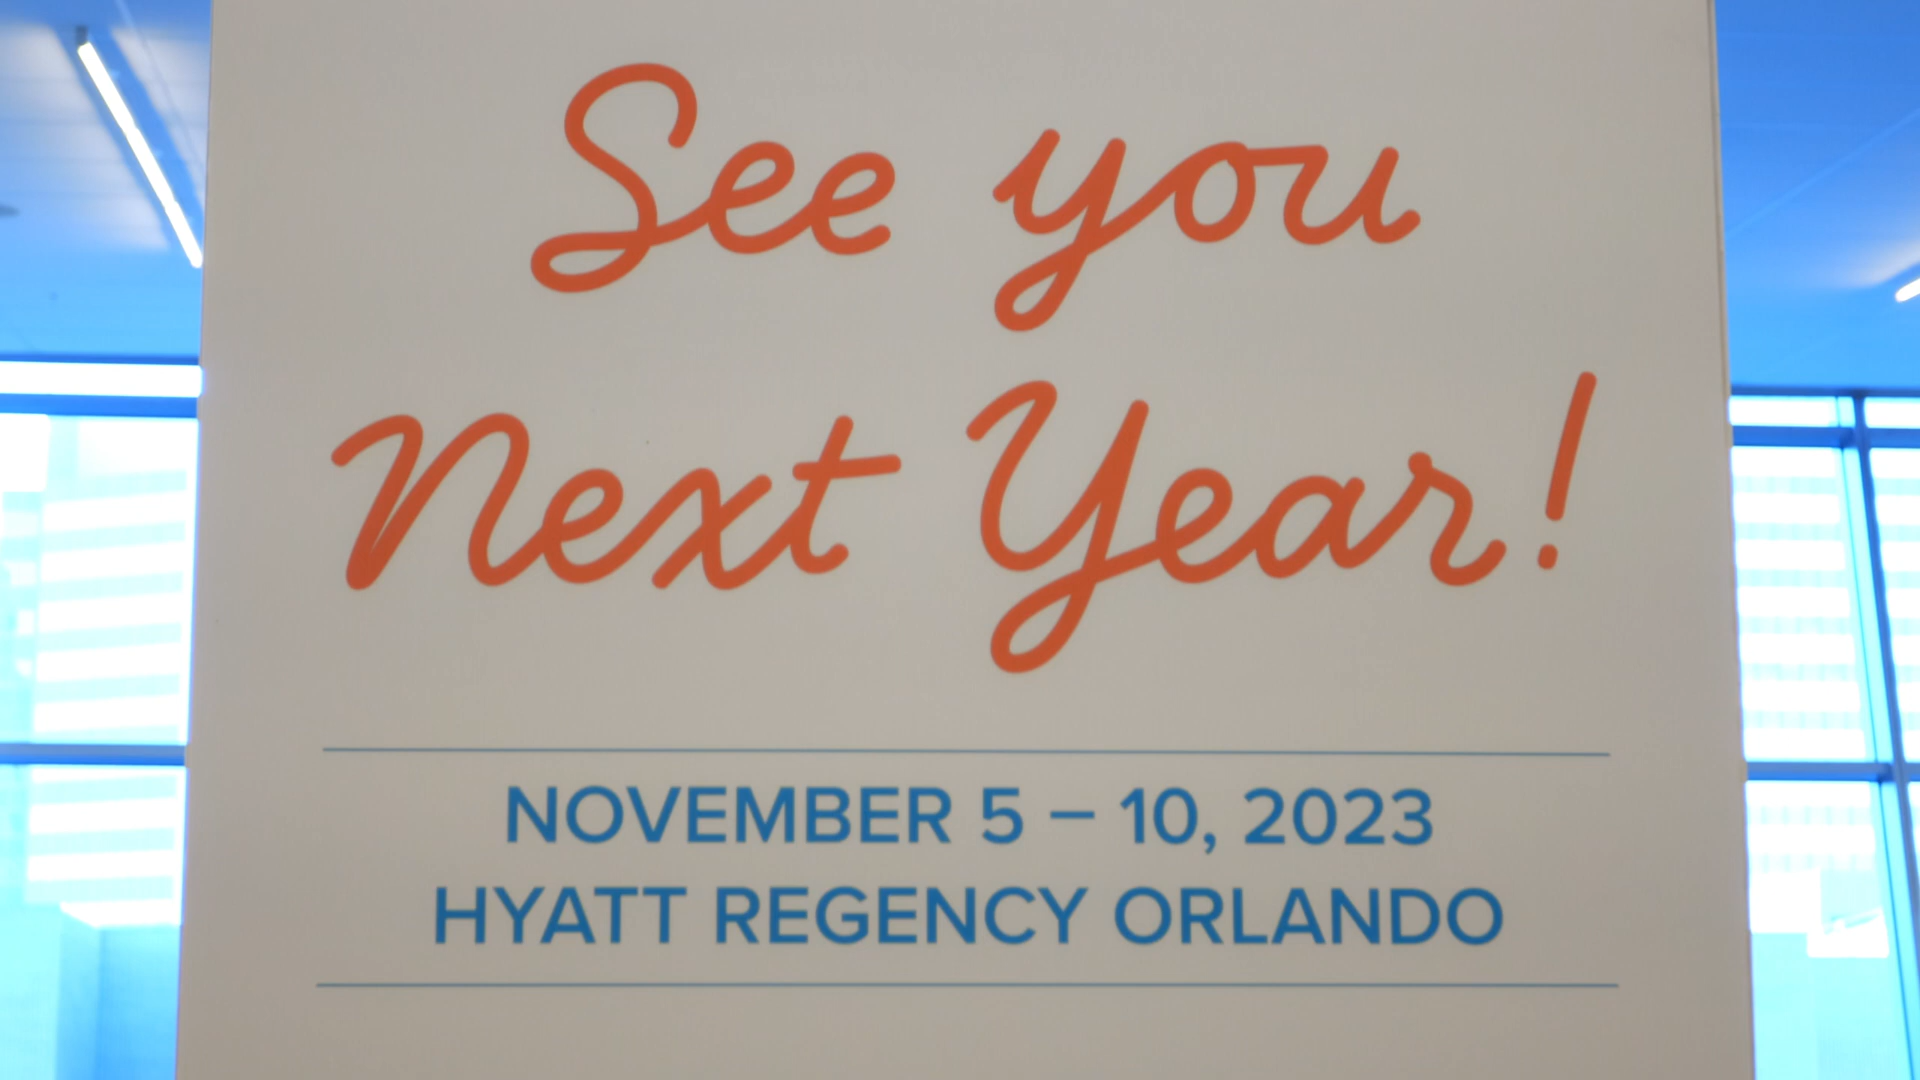 See you
Next Year!
NOVEMBER 5 – 10, 2023
HYATT REGENCY ORLANDO